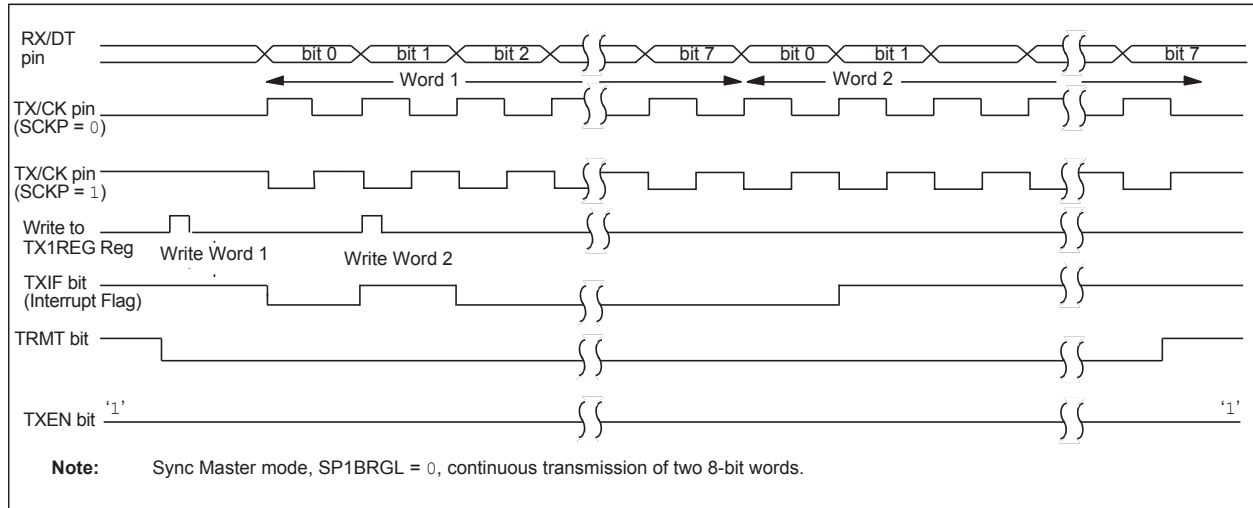 RX/DT
pin
bit 0 bit 1 bit 2 bit 7 bit 0 bit 1 bit 7
Word 1 Word 2
TX/CK pin
(SCKP = 0)
TX/CK pin
(SCKP = 1)
Write to
TX1REG Reg
Write Word 1 Write Word 2
TXIF bit
(Interrupt Flag)
TRMT bit
TXEN bit
‘1’ ‘1’
Note: Sync Master mode, SP1BRGL = 0, continuous transmission of two 8-bit words.